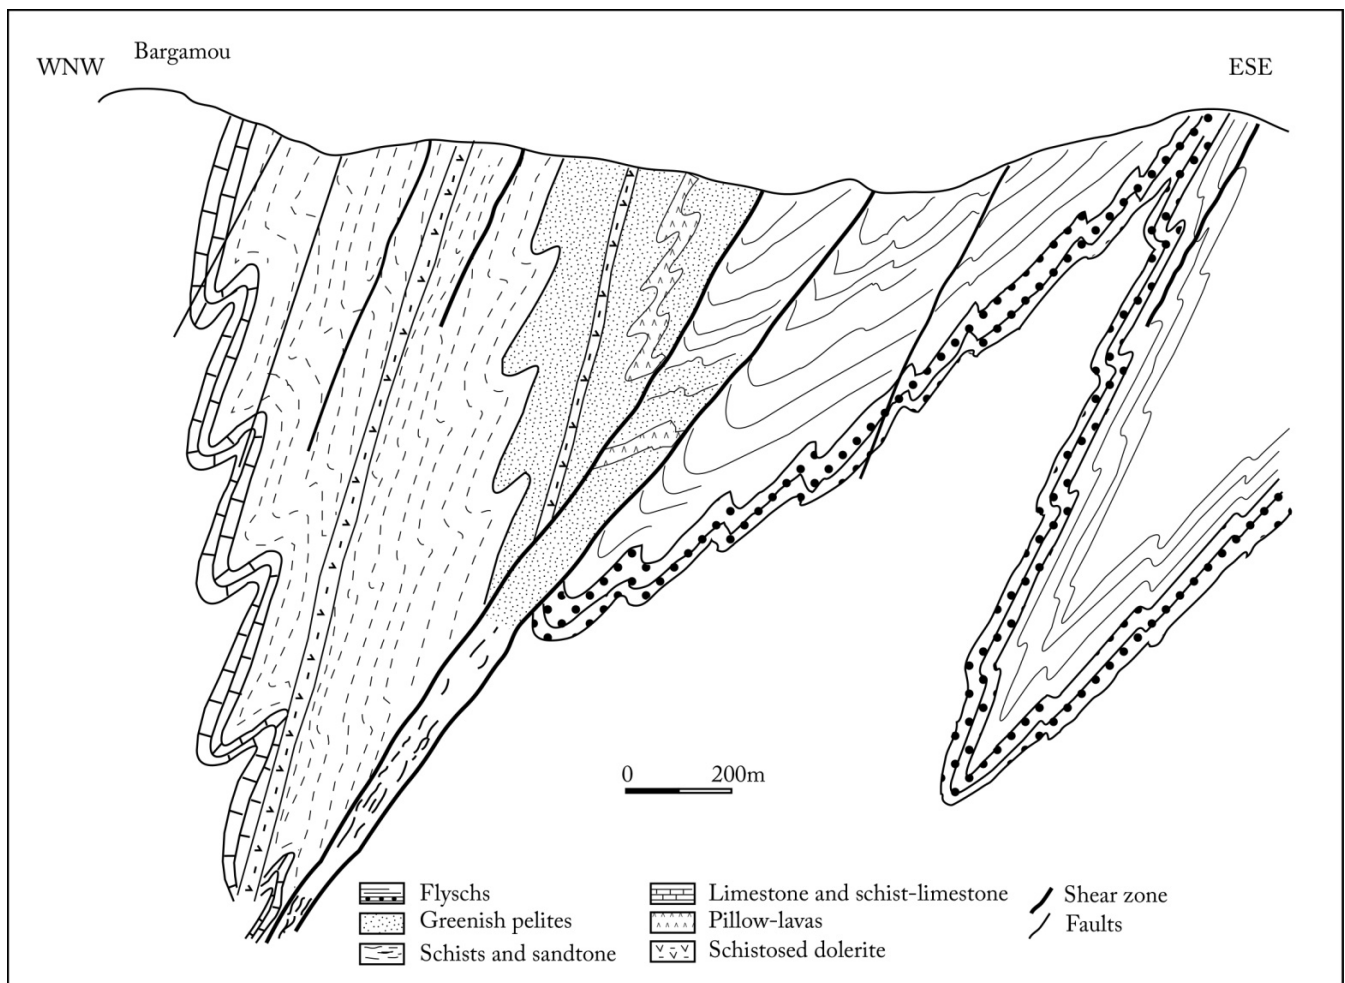 Bargamou
WNW
ESE
0 200m
Flyschs
Greenish pelites
Schists and sandtone
Limestone and schist-limestone
Pillow-lavas
Schistosed dolerite
Shear zone
Faults